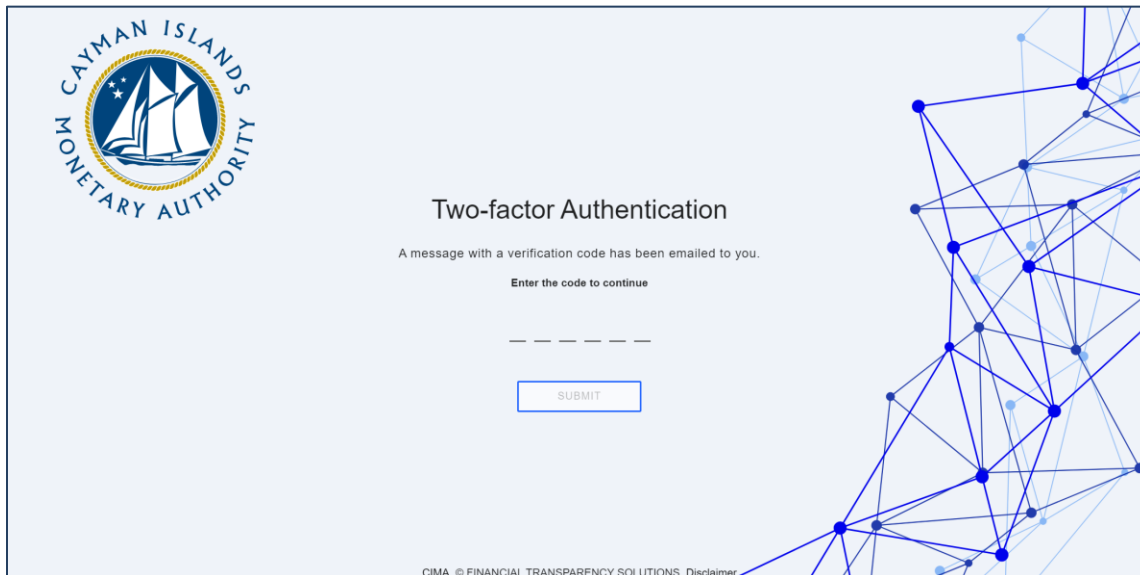 CAYMAN ISLANDS
MONETARY AUTHORITY
Two-factor Authentication
A message with a verification code has been emailed to you.
Enter the code to continue
SUBMIT
CIMA © FINANCIAL TRANSPARENCY SOLUTIONS Disclaimer